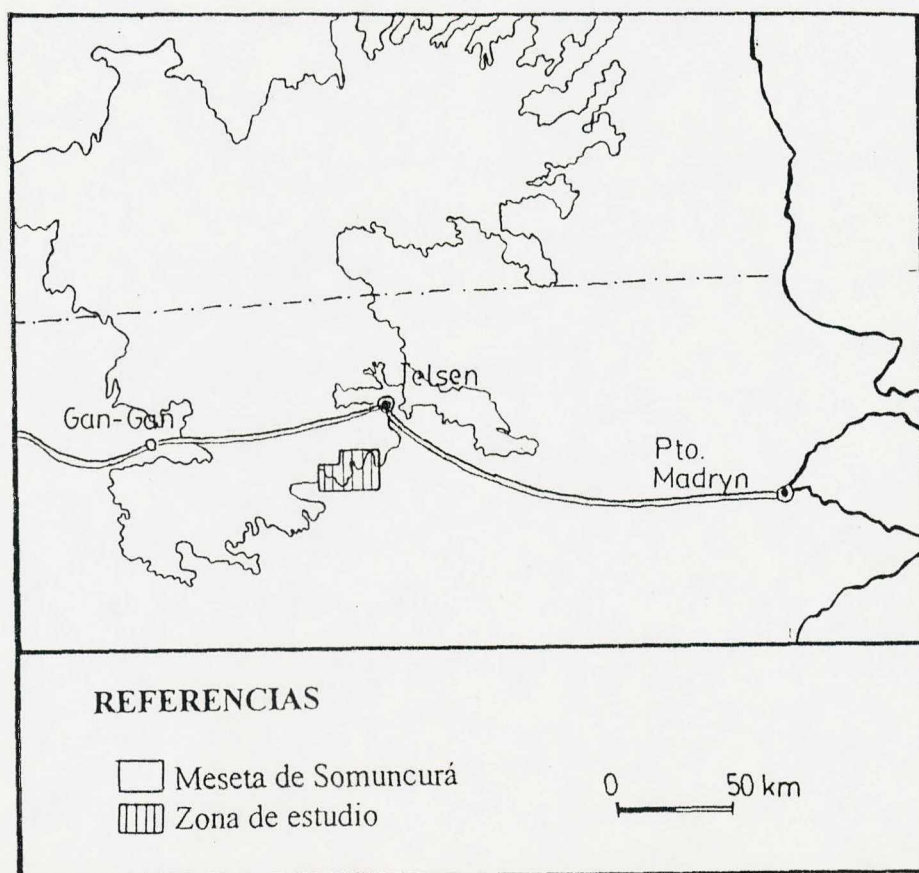 Telsen
Gan-Gan
Pto.
Madryn
REFERENCIAS
Meseta de Somuncurá
Zona de estudio
0 50 km